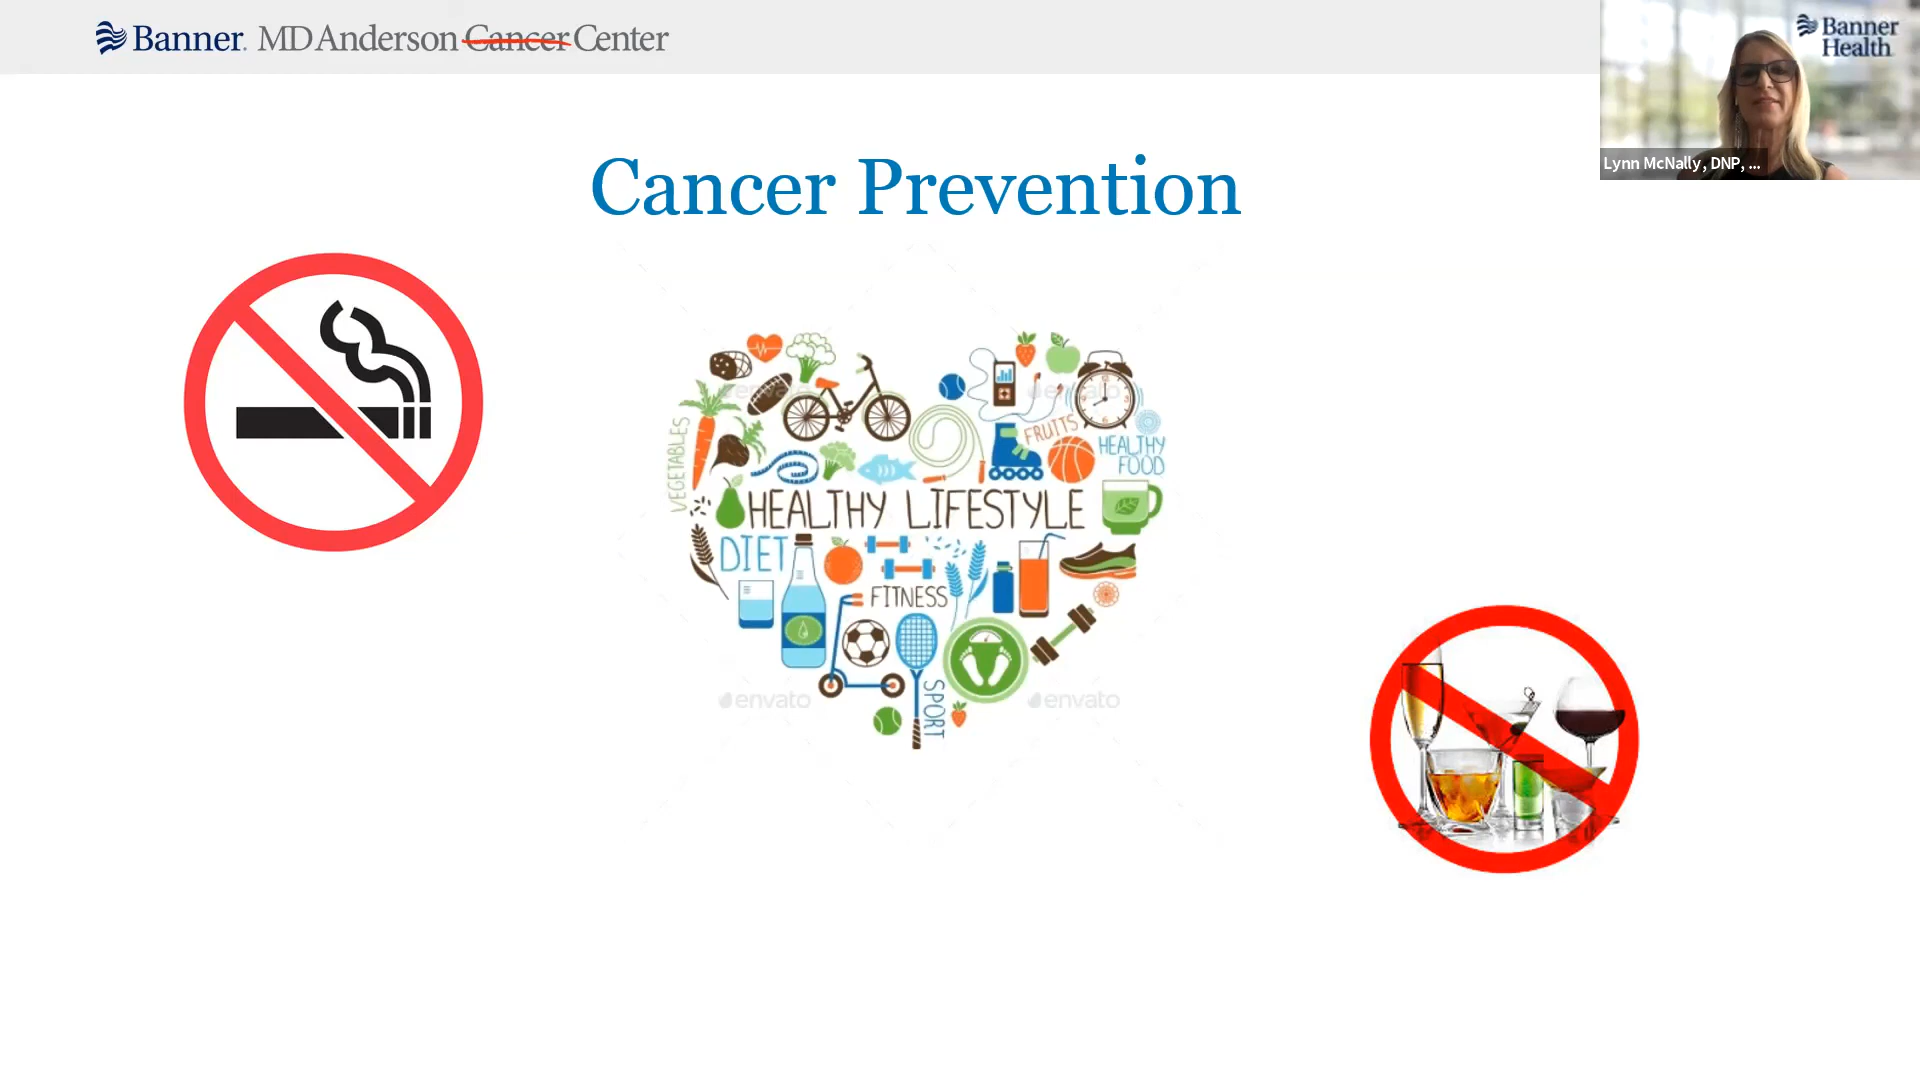 Banner MD Anderson Cancer Center
Banner
Health
Lynn McNally, DNP, ...
Cancer Prevention
VEGETABLES
FRUITS
HEALTHY
FOOD
HEALTHY LIFESTYLE
DIET
FITNESS
SPORT
envato
envato